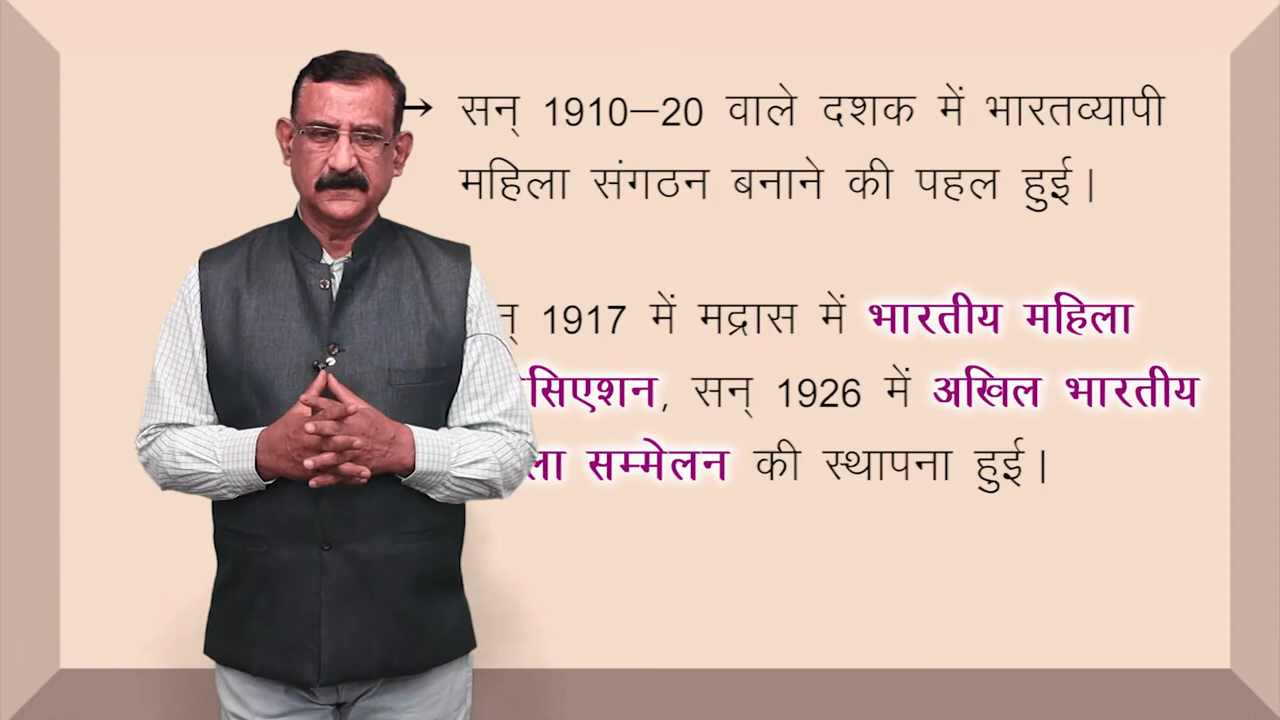 → सन् 1910–20 वाले दशक में भारतव्यापी
महिला संगठन बनाने की पहल हुई।
1917 में मद्रास में भारतीय महिला
सन् 1926 में अखिल भारतीय
सम्मेलन की स्थापना हुई।